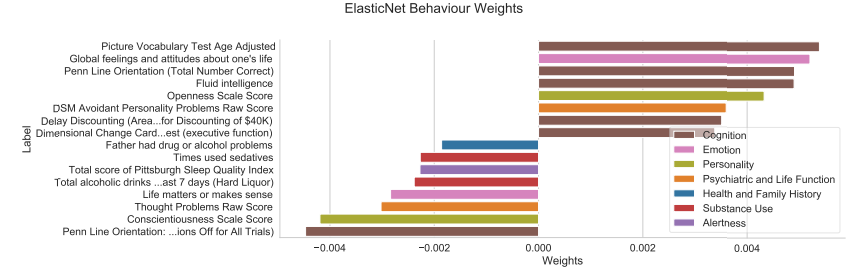 ElasticNet Behaviour Weights
Picture Vocabulary Test Age Adjusted
Global feelings and attitudes about one's life
Penn Line Orientation (Total Number Correct)
Fluid intelligence
Openness Scale Score
DSM Avoidant Personality Problems Raw Score
Delay Discounting (Area...for Discounting of $40K)
Dimensional Change Card...est (executive function)
Father had drug or alcohol problems
Times used sedatives
Total score of Pittsburgh Sleep Quality Index
Total alcoholic drinks ...ast 7 days (Hard Liquor)
Life matters or makes sense
Thought Problems Raw Score
Conscientiousness Scale Score
Penn Line Orientation: ...ions Off for All Trials)
Label
Cognition
Emotion
Personality
Psychiatric and Life Function
Health and Family History
Substance Use
Alertness
−0.004 −0.002 0.000 0.002 0.004
Weights